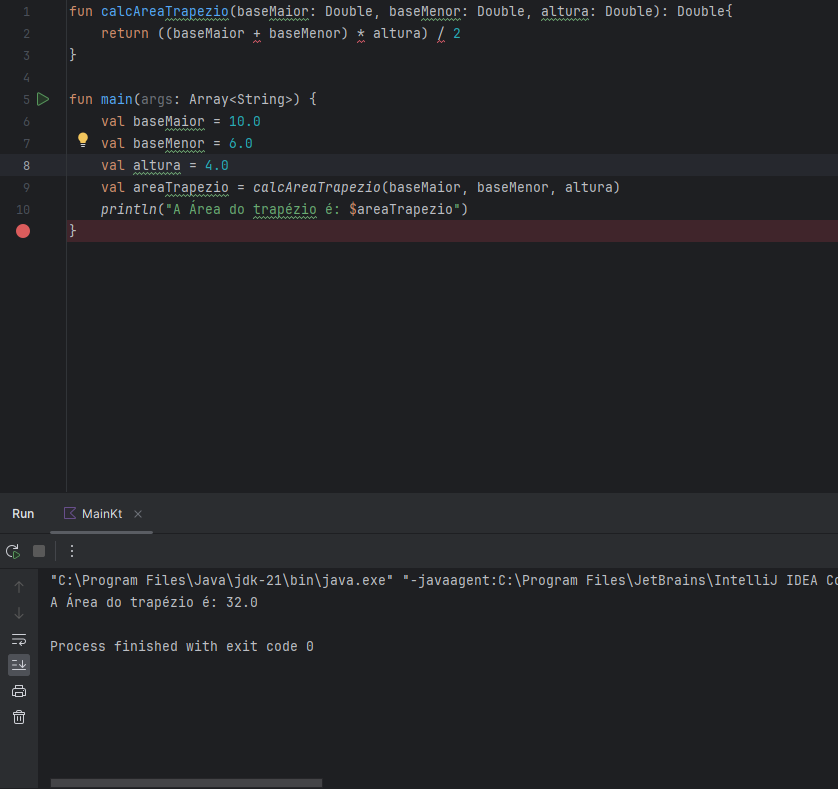 1 fun calcAreaTrapezio(baseMaior: Double, baseMenor: Double, altura: Double): Double{
2     return ((baseMaior + baseMenor) * altura) / 2
3 }
4
5 fun main(args: Array<String>) {
6     val baseMaior = 10.0
7     val baseMenor = 6.0
8     val altura = 4.0
9     val areaTrapezio = calcAreaTrapezio(baseMaior, baseMenor, altura)
10     println("A Área do trapézio é: $areaTrapezio")
}
Run MainKt
"C:\Program Files\Java\jdk-21\bin\java.exe" "-javaagent:C:\Program Files\JetBrains\IntelliJ IDEA Co
A Área do trapézio é: 32.0
Process finished with exit code 0